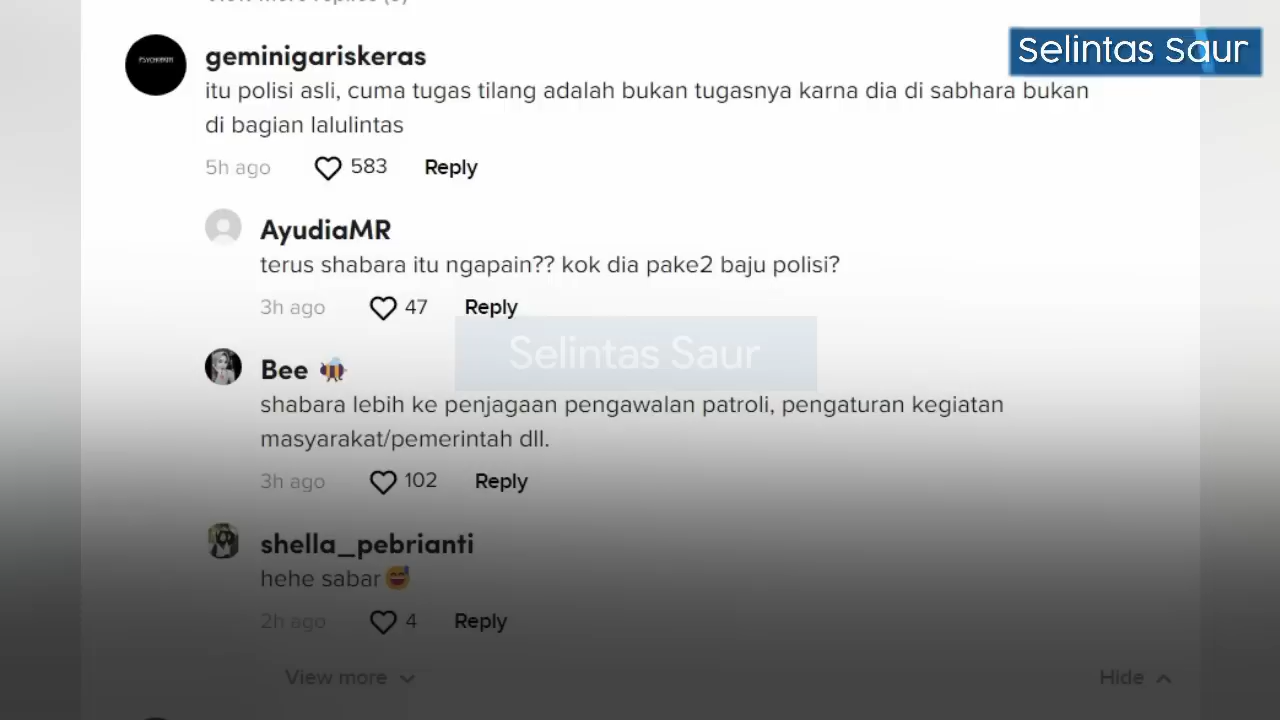 Selintas Saur
geminigariskeras
itu polisi asli, cuma tugas tilang adalah bukan tugasnya karna dia di sabhara bukan
di bagian lalulintas
5h ago 583 Reply
AyudiaMR
terus shabara itu ngapain?? kok dia pake2 baju polisi?
3h ago 47 Reply
Selintas Saur
Bee 🐝
shabara lebih ke penjagaan pengawalan patroli, pengaturan kegiatan
masyarakat/pemerintah dll.
3h ago 102 Reply
shella_pebrianti
hehe sabar😅
2h ago 4 Reply
View more Hide